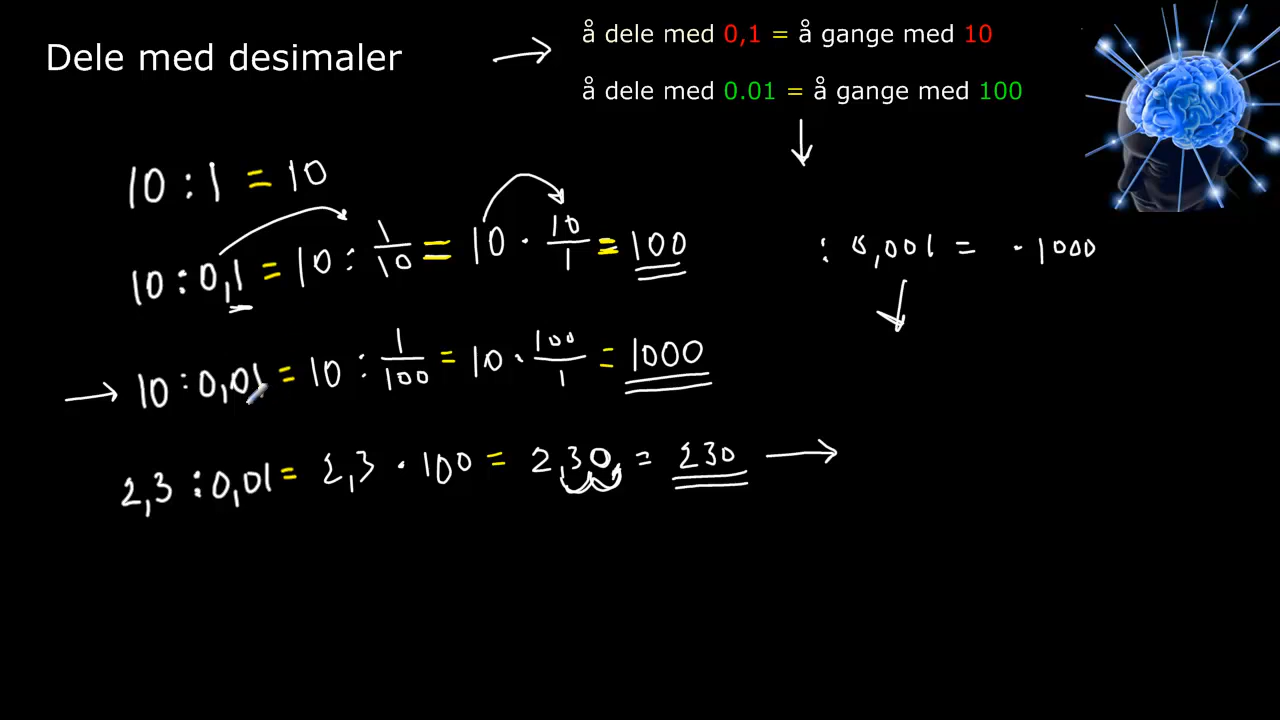 Dele med desimaler
å dele med 0,1 = å gange med 10
å dele med 0.01 = å gange med 100
10 : 1 = 10
10 : 0,1 = 10 : 1/10 = 10 · 10/1 = 100
: 0,001 = · 1000
10 : 0,01 = 10 : 1/100 = 10 · 100/1 = 1000
2,3 : 0,01 = 2,3 · 100 = 2,30, = 230